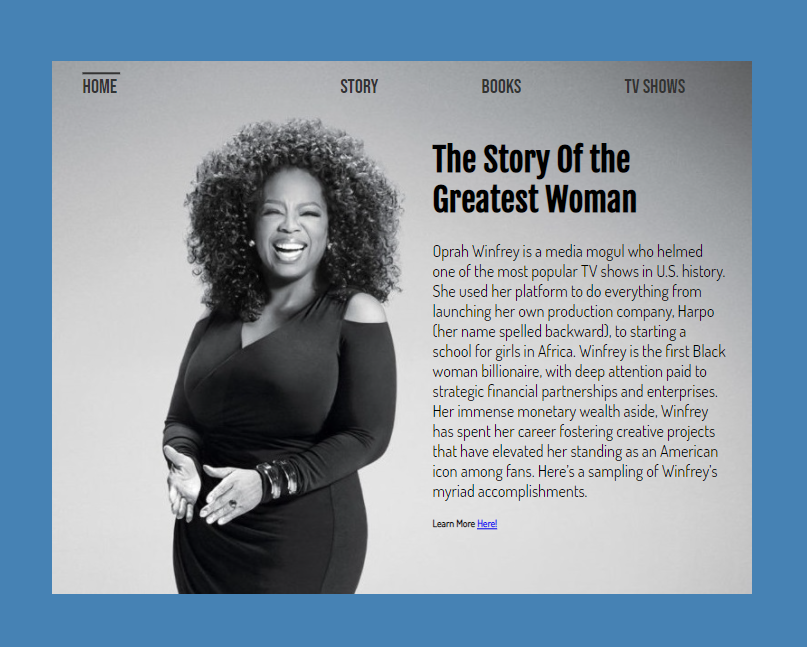 HOME STORY BOOKS TV SHOWS
The Story Of the
Greatest Woman
Oprah Winfrey is a media mogul who helmed
one of the most popular TV shows in U.S. history.
She used her platform to do everything from
launching her own production company, Harpo
(her name spelled backward), to starting a
school for girls in Africa. Winfrey is the first Black
woman billionaire, with deep attention paid to
strategic financial partnerships and enterprises.
Her immense monetary wealth aside, Winfrey
has spent her career fostering creative projects
that have elevated her standing as an American
icon among fans. Here's a sampling of Winfrey's
myriad accomplishments.
Learn More Here!